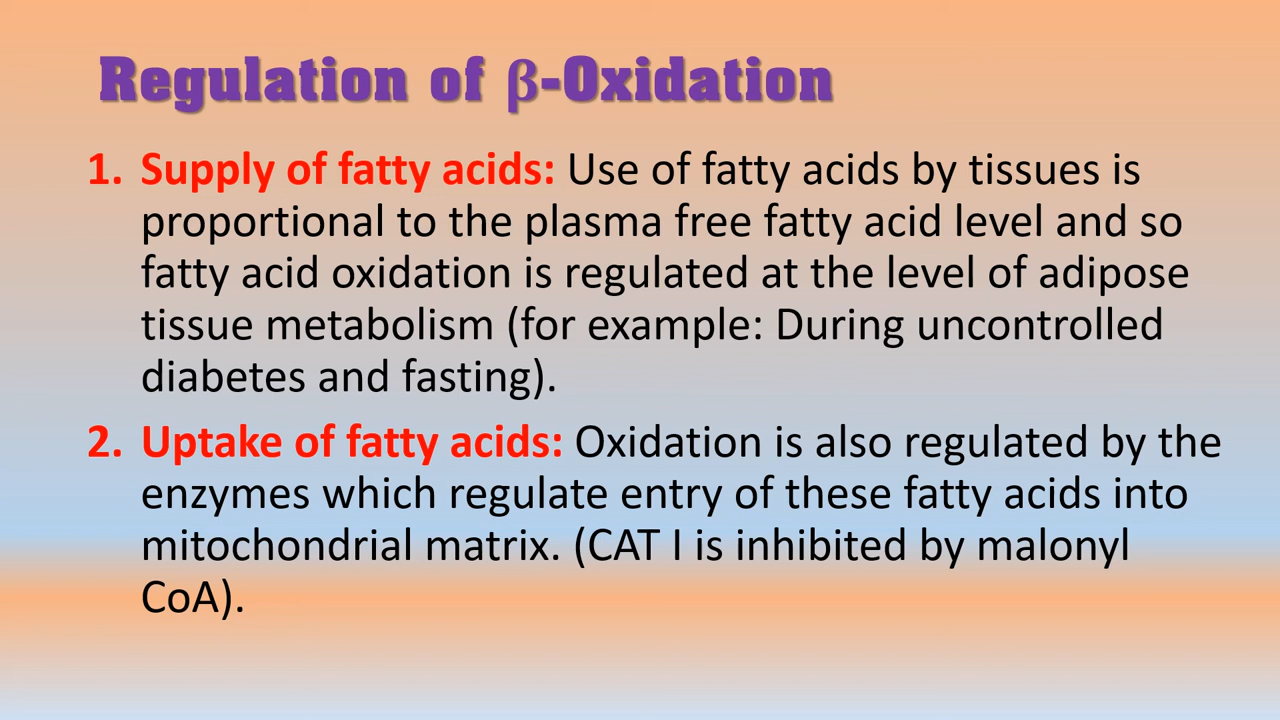 Regulation of β-Oxidation
1. Supply of fatty acids: Use of fatty acids by tissues is
proportional to the plasma free fatty acid level and so
fatty acid oxidation is regulated at the level of adipose
tissue metabolism (for example: During uncontrolled
diabetes and fasting).
2. Uptake of fatty acids: Oxidation is also regulated by the
enzymes which regulate entry of these fatty acids into
mitochondrial matrix. (CAT I is inhibited by malonyl
CoA).